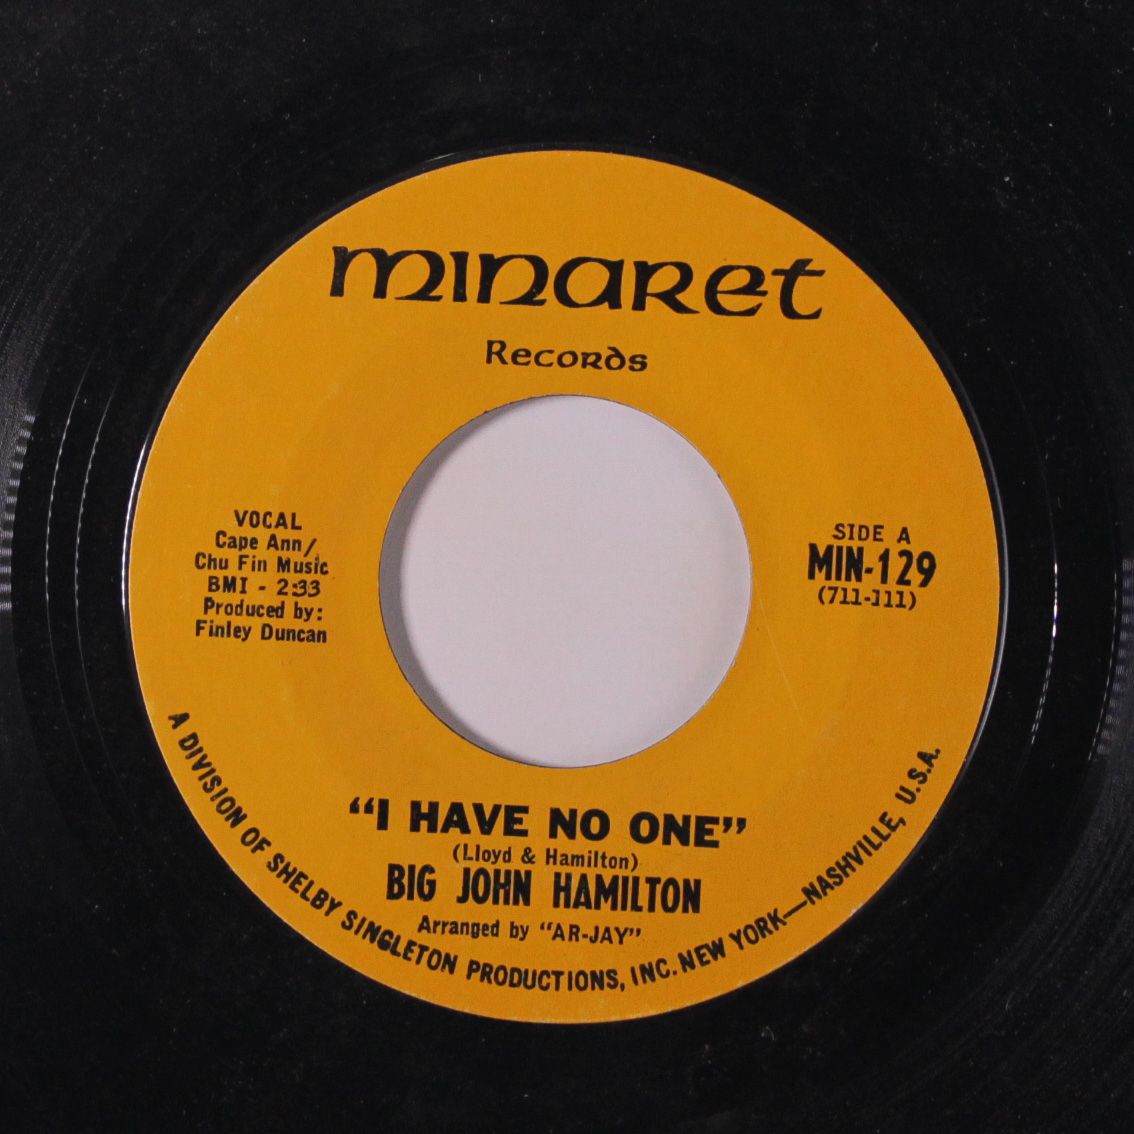 minaret
Records
VOCAL
Cape Ann/
Chu Fin Music
BMI - 2:33
Produced by:
Finley Duncan
SIDE A
MIN-129
(711-111)
"I HAVE NO ONE"
(Lloyd & Hamilton)
BIG JOHN HAMILTON
Arranged by "AR-JAY"
A DIVISION OF SHELBY SINGLETON PRODUCTIONS, INC. NEW YORK—NASHVILLE, U.S.A.